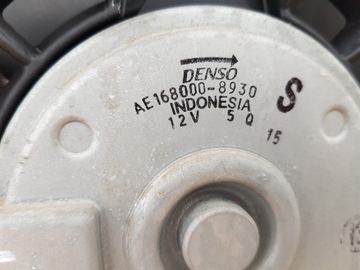 DENSO
AE168000-8930
INDONESIA
12V 5 Q
15
S